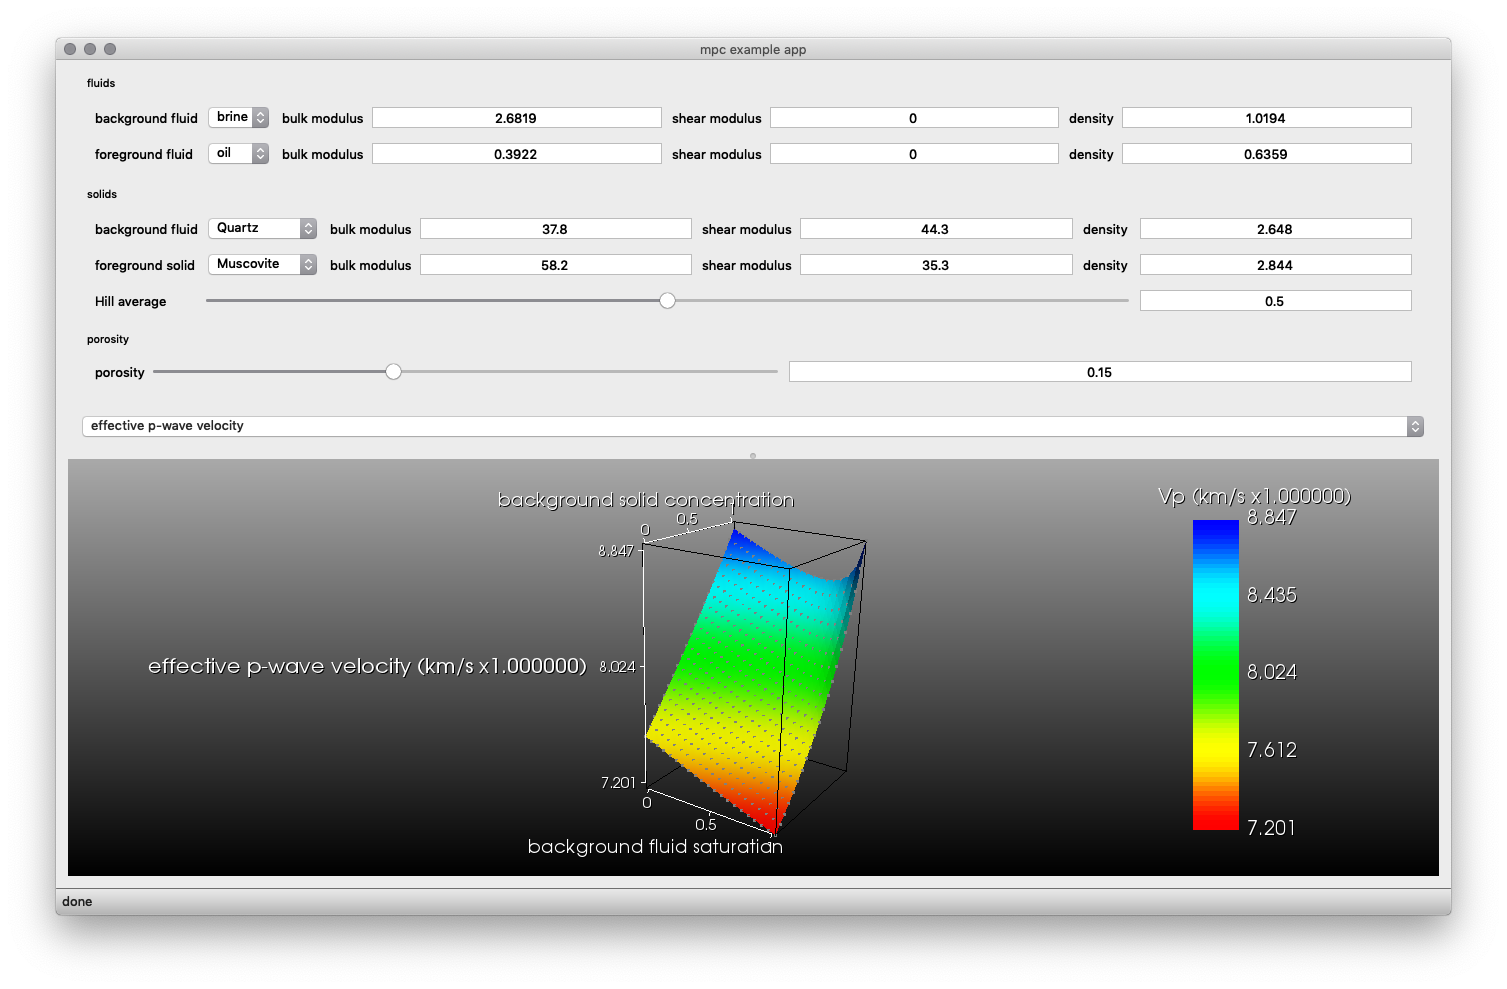 mpc example app
fluids
background fluid brine bulk modulus 2.6819 shear modulus 0 density 1.0194
foreground fluid oil bulk modulus 0.3922 shear modulus 0 density 0.6359
solids
background fluid Quartz bulk modulus 37.8 shear modulus 44.3 density 2.648
foreground solid Muscovite bulk modulus 58.2 shear modulus 35.3 density 2.844
Hill average 0.5
porosity
porosity 0.15
effective p-wave velocity
background solid concentration
0 0.5 1
8.847
effective p-wave velocity (km/s x1.000000) 8.024
7.201
0 0.5
background fluid saturation
Vp (km/s x1.000000)
8.847
8.435
8.024
7.612
7.201
done